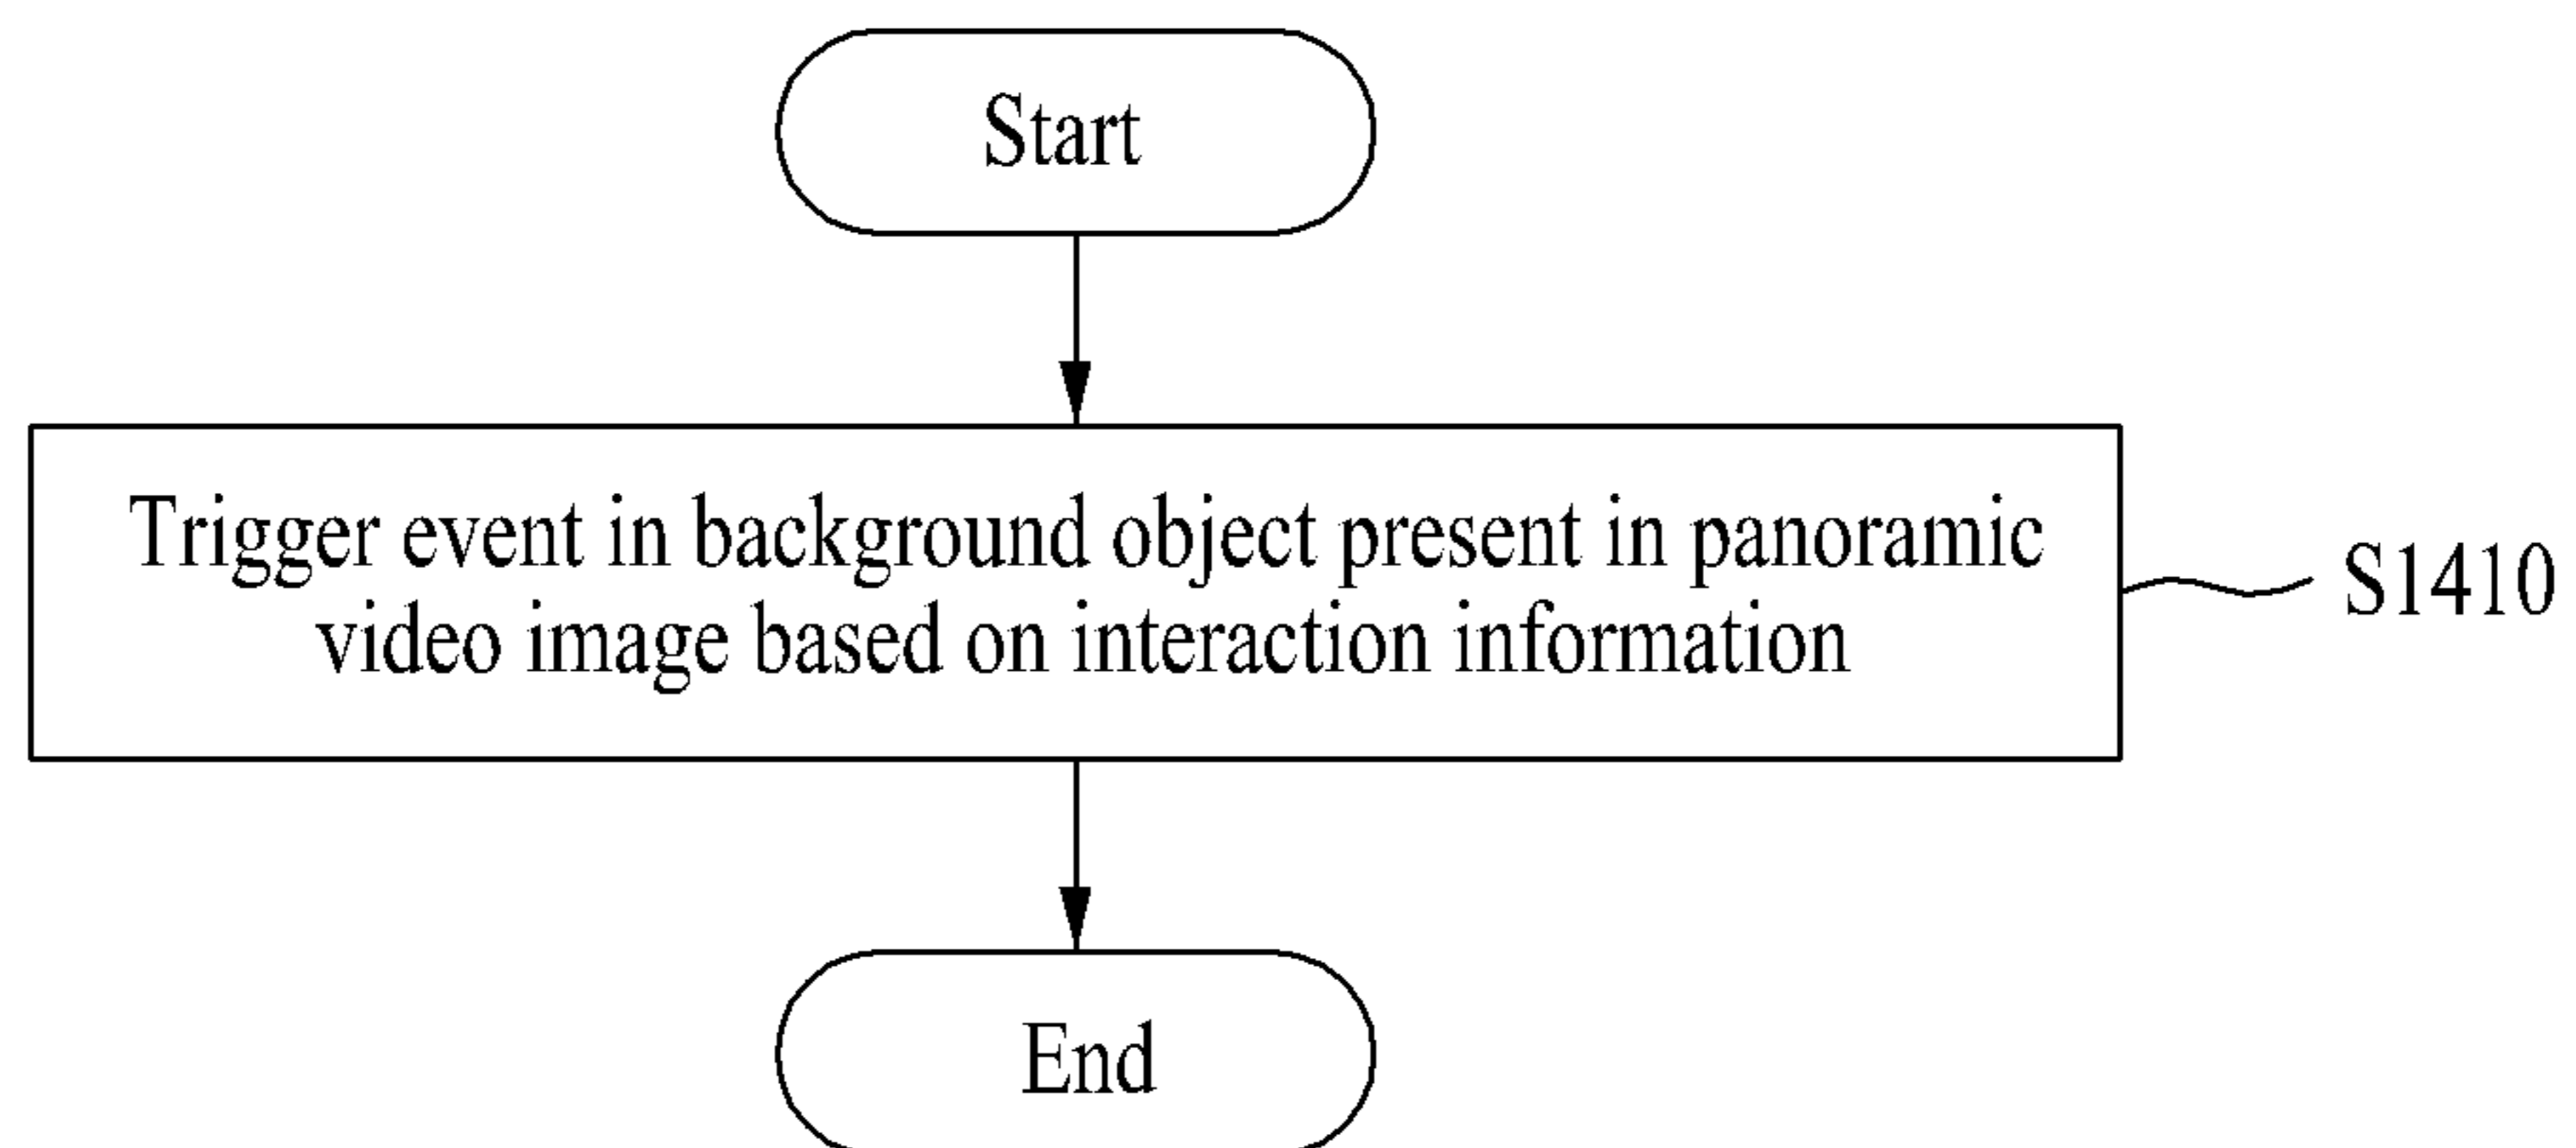 Start
Trigger event in background object present in panoramic
video image based on interaction information
S1410
End